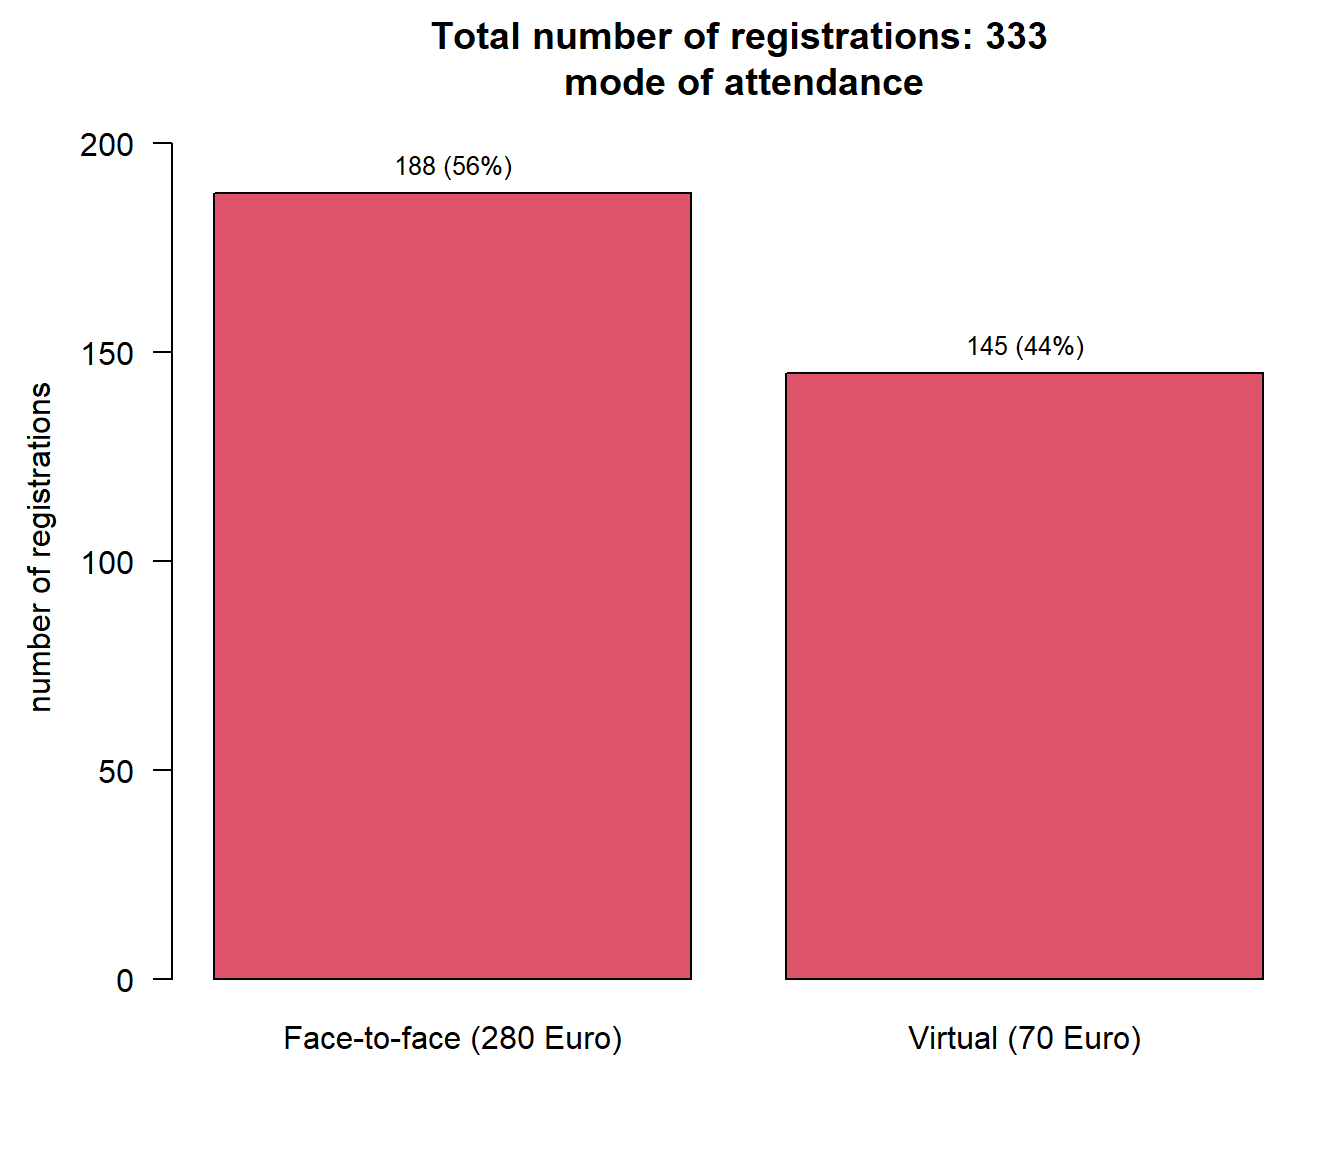 Total number of registrations: 333
mode of attendance
200
188 (56%)
150
145 (44%)
number of registrations
100
50
0
Face-to-face (280 Euro)
Virtual (70 Euro)